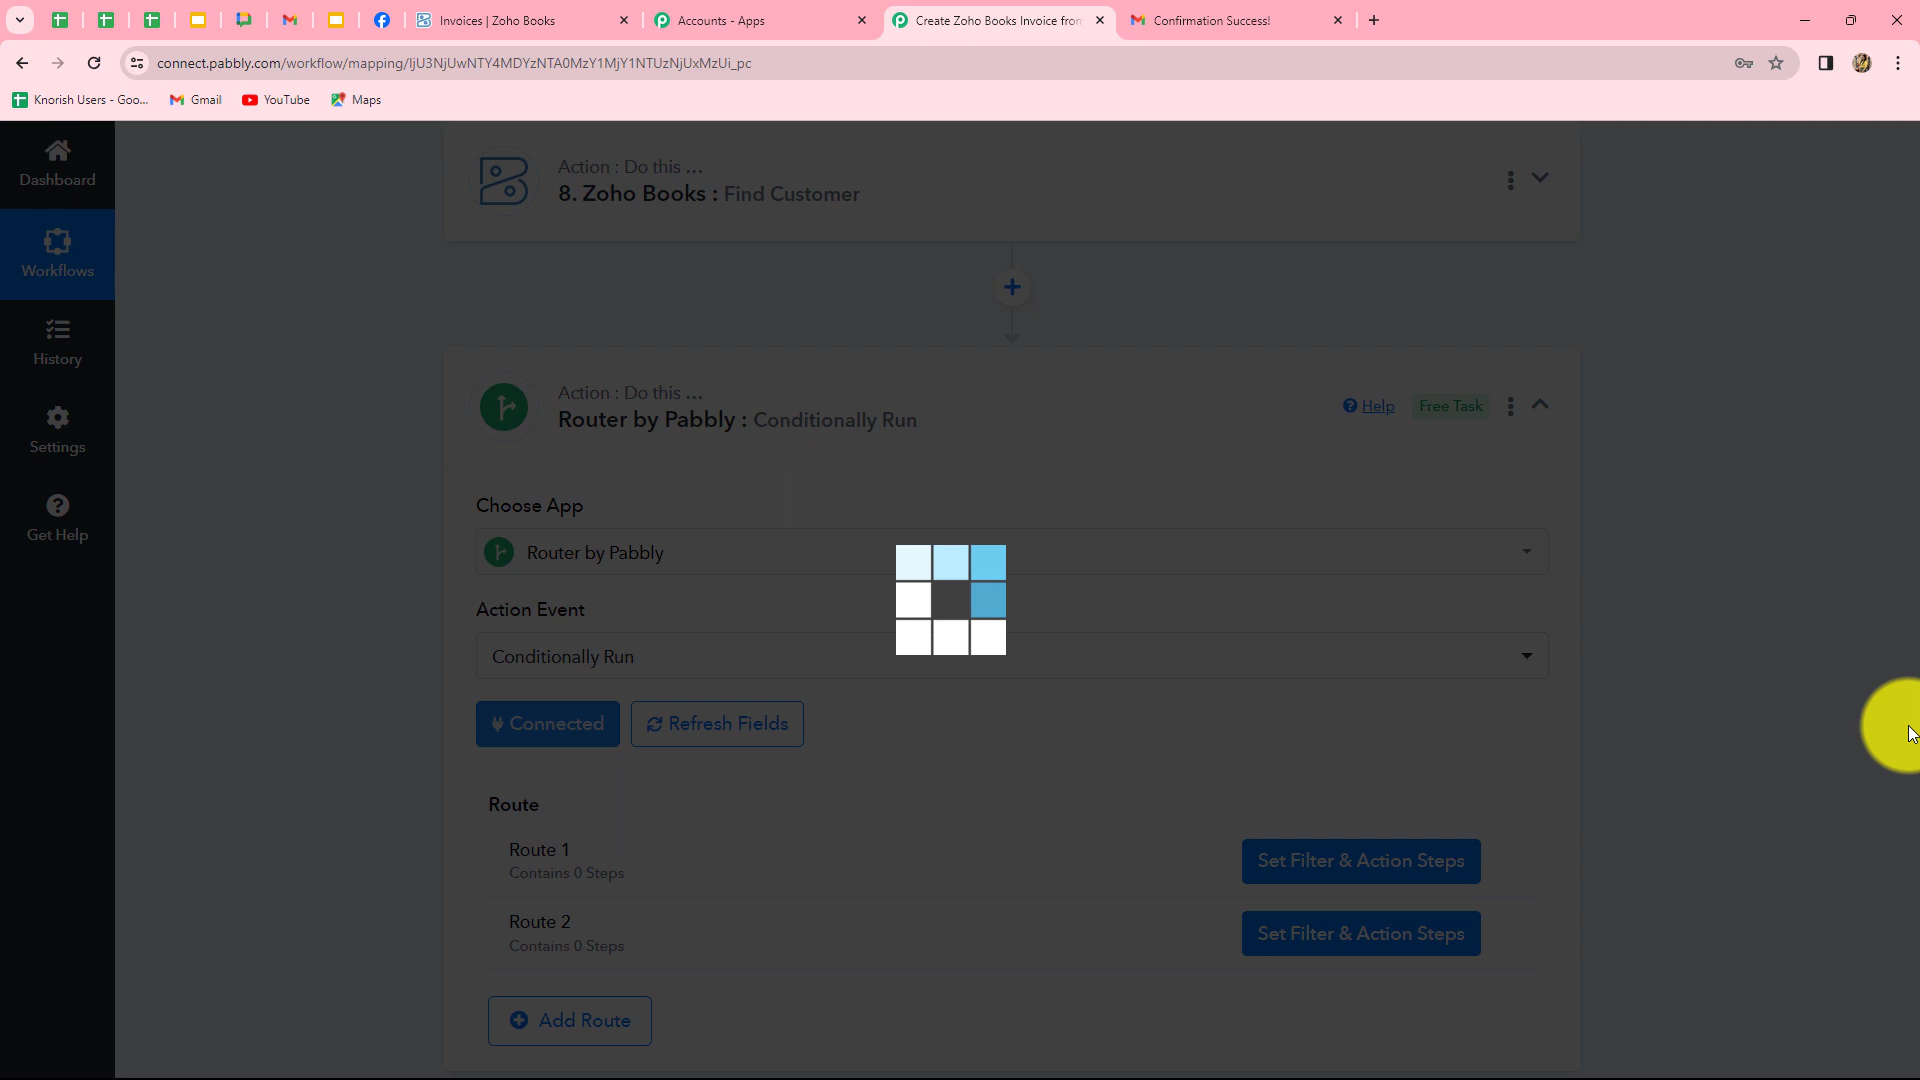 Invoices | Zoho Books
Accounts - Apps
Create Zoho Books Invoice from
Confirmation Success!
connect.pabbly.com/workflow/mapping/IjU3NjUwNTY4MDYzNTA0MzY1MjY1NTUzNjUxMzUi_pc
Knorish Users - Goo...
Gmail
YouTube
Maps
Dashboard
Workflows
History
Settings
Get Help
Action : Do this ...
8. Zoho Books : Find Customer
Action : Do this ...
Router by Pabbly : Conditionally Run
Help
Free Task
Choose App
Router by Pabbly
Action Event
Conditionally Run
Connected
Refresh Fields
Route
Route 1
Contains 0 Steps
Set Filter & Action Steps
Route 2
Contains 0 Steps
Set Filter & Action Steps
Add Route